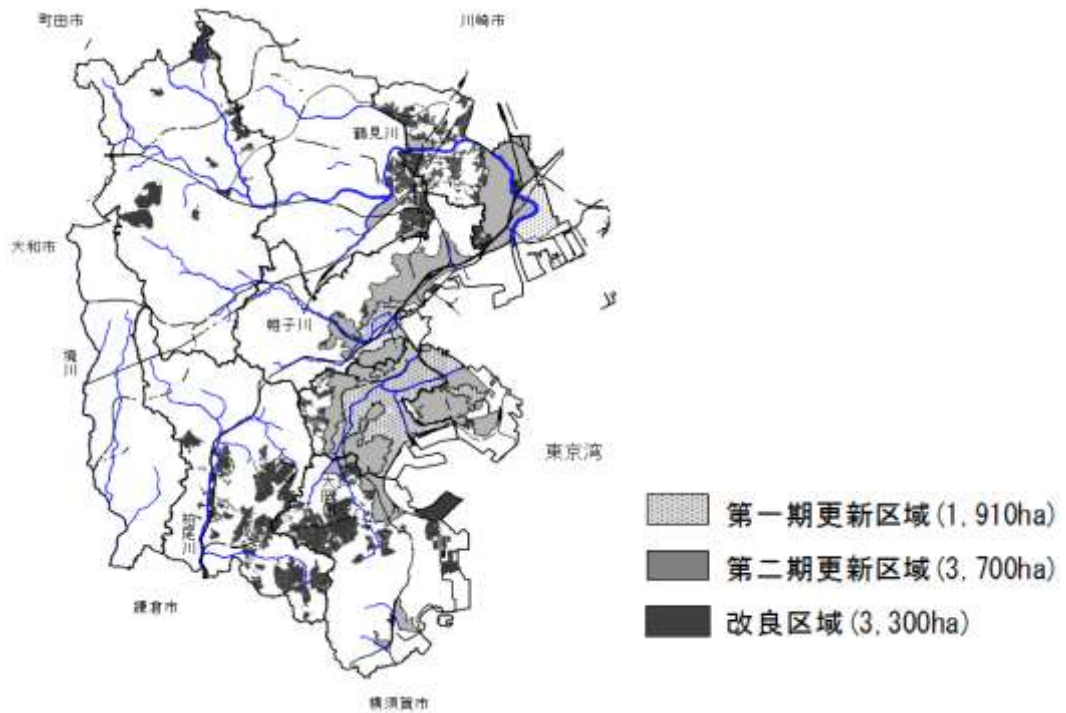 町田市
川崎市
鶴見川
大和市
帷子川
境川
東京湾
大岡
柏尾川
鎌倉市
横須賀市
第一期更新区域(1,910ha)
第二期更新区域(3,700ha)
改良区域(3,300ha)